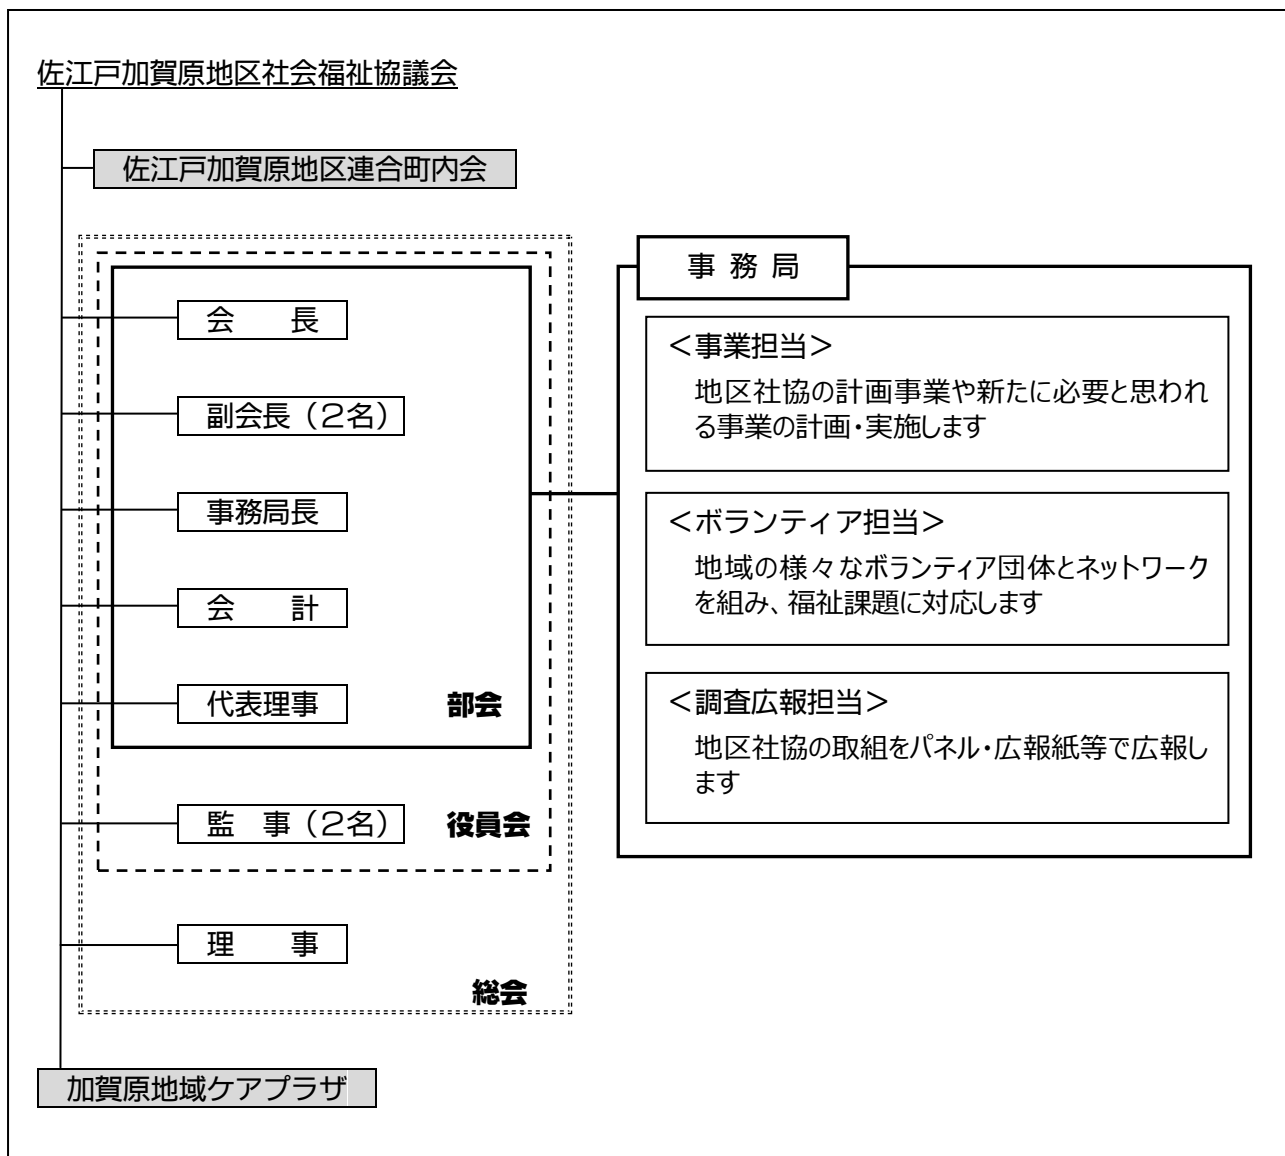 佐江戸加賀原地区社会福祉協議会
佐江戸加賀原地区連合町内会
会　　長
副会長（2名）
事務局長
会　　計
代表理事
部会
監　事（2名）
役員会
理　　事
総会
加賀原地域ケアプラザ
事 務 局
＜事業担当＞
地区社協の計画事業や新たに必要と思われ
る事業の計画・実施します
＜ボランティア担当＞
地域の様々なボランティア団体とネットワーク
を組み、福祉課題に対応します
＜調査広報担当＞
地区社協の取組をパネル・広報紙等で広報し
ます